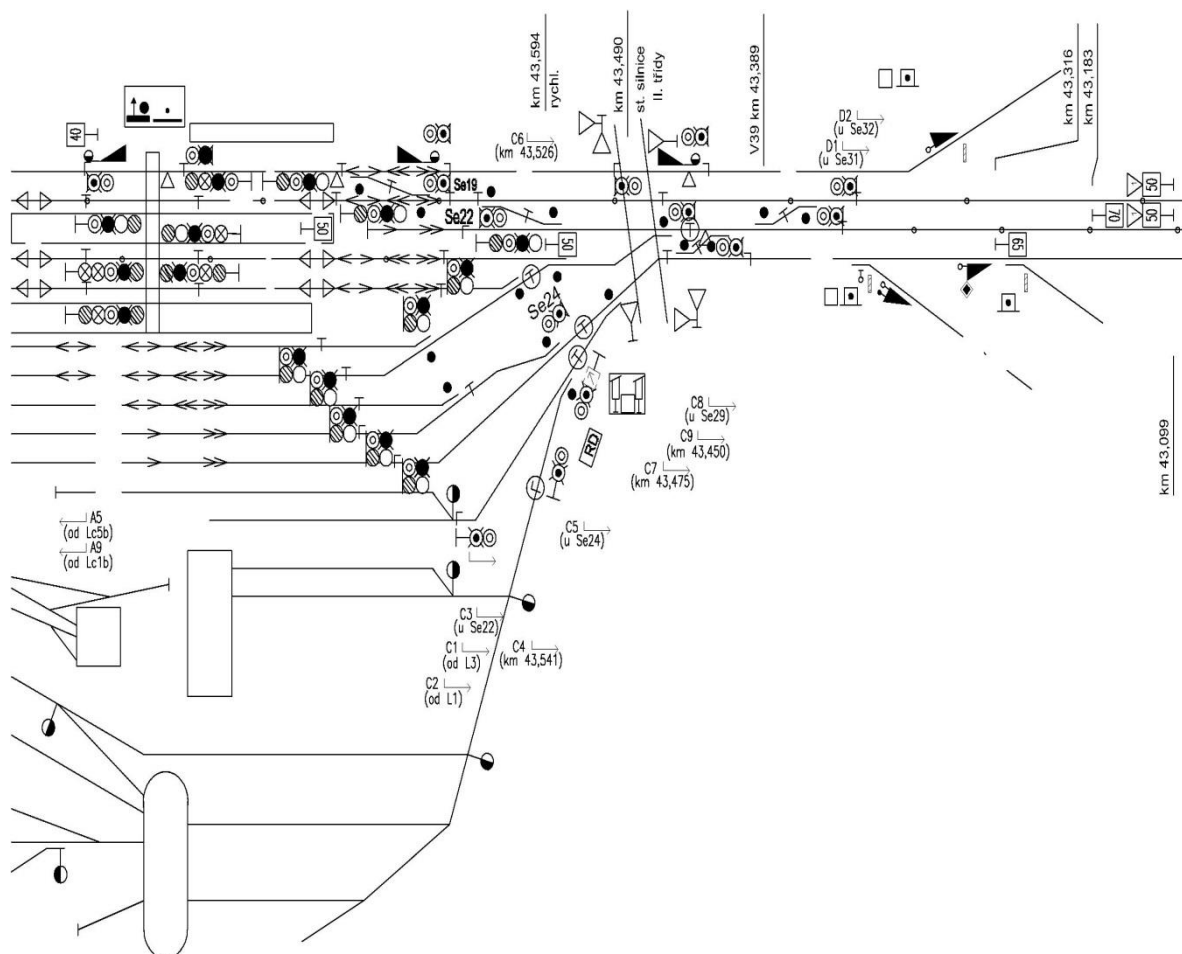 km 43,594
rychl.
km 43,490
st. silnice
II. třídy
V39 km 43,389
km 43,316
km 43,183
40
C6
(km 43,526)
D2
(u Se32)
D1
(u Se31)
Se19
Se22
50
50
50
70
50
65
Se24
RD
C8
(u Se29)
C9
(km 43,450)
C7
(km 43,475)
km 43,099
A5
(od Lc5b)
A9
(od Lc1b)
C5
(u Se24)
C3
(u Se22)
C1
(od L3)
C4
(km 43,541)
C2
(od L1)